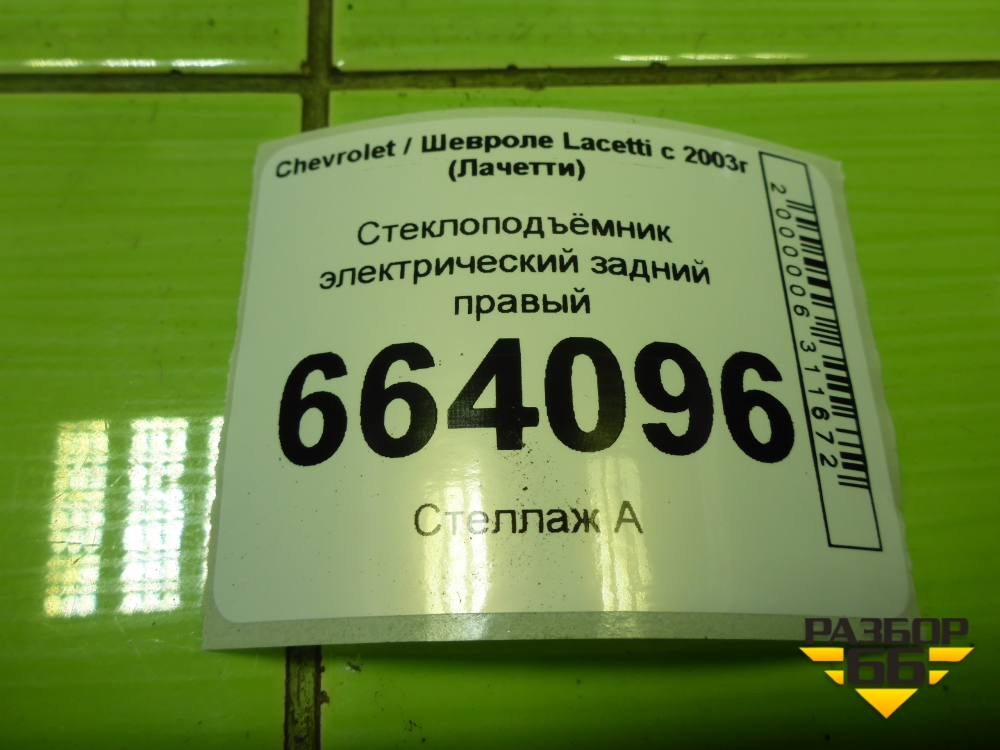 Chevrolet / Шевроле Lacetti с 2003г
(Лачетти)
Стеклоподъёмник
электрический задний
правый
664096
Стеллаж А
2000006311672
РАЗБОР
66